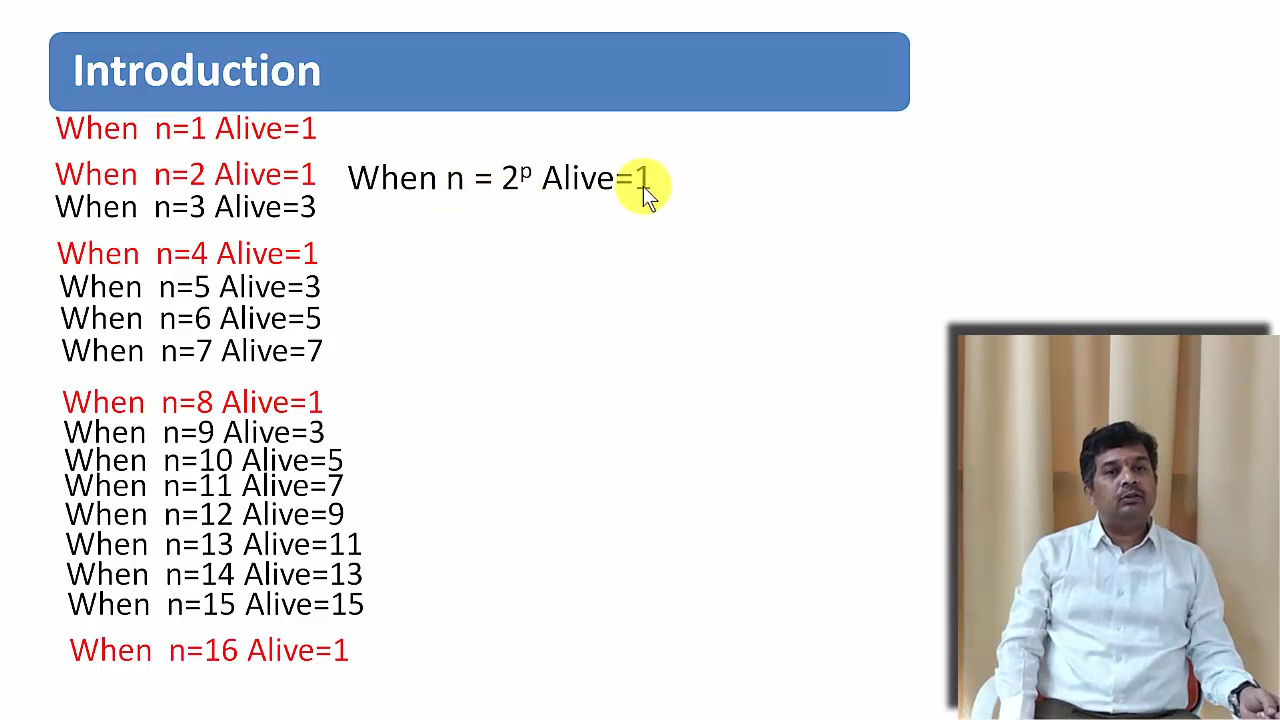 Introduction
When n=1 Alive=1
When n=2 Alive=1
When n = 2ᵖ Alive=1
When n=3 Alive=3
When n=4 Alive=1
When n=5 Alive=3
When n=6 Alive=5
When n=7 Alive=7
When n=8 Alive=1
When n=9 Alive=3
When n=10 Alive=5
When n=11 Alive=7
When n=12 Alive=9
When n=13 Alive=11
When n=14 Alive=13
When n=15 Alive=15
When n=16 Alive=1